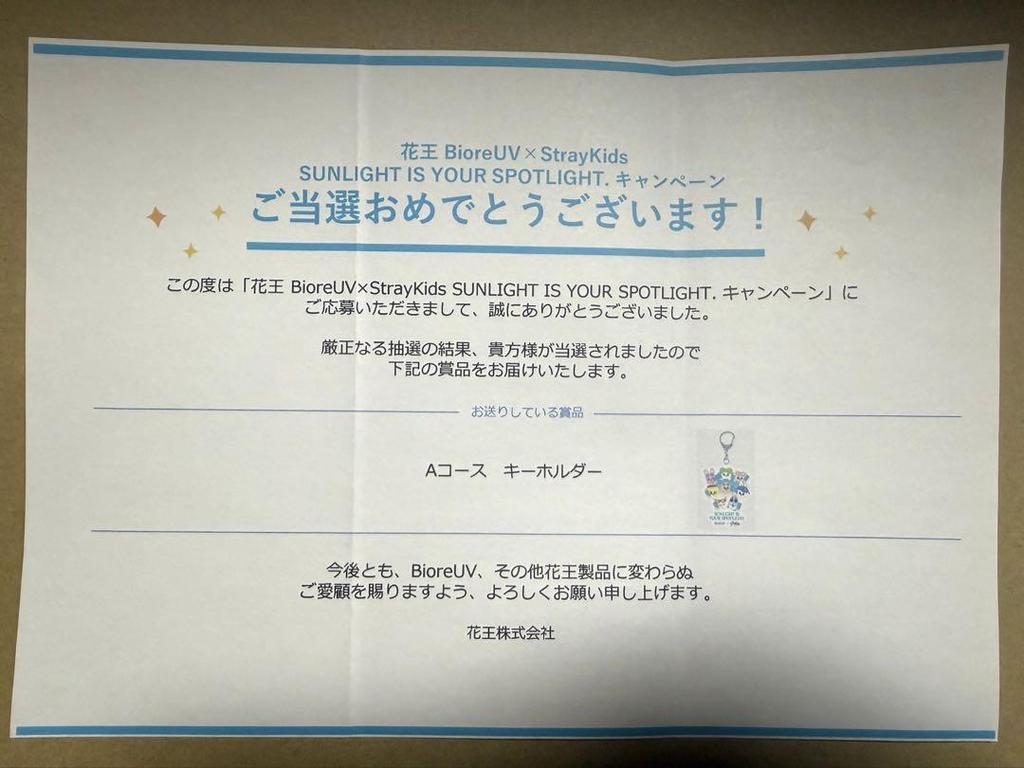 花王 BioreUV×StrayKids
SUNLIGHT IS YOUR SPOTLIGHT. キャンペーン
ご当選おめでとうございます!
この度は「花王 BioreUV×StrayKids SUNLIGHT IS YOUR SPOTLIGHT. キャンペーン」に
ご応募いただきまして、誠にありがとうございました。
厳正なる抽選の結果、貴方様が当選されましたので
下記の賞品をお届けいたします。
お送りしている賞品
Aコース キーホルダー
SUNLIGHT IS
YOUR SPOTLIGHT
今後とも、BioreUV、その他花王製品に変わらぬ
ご愛顧を賜りますよう、よろしくお願い申し上げます。
花王株式会社